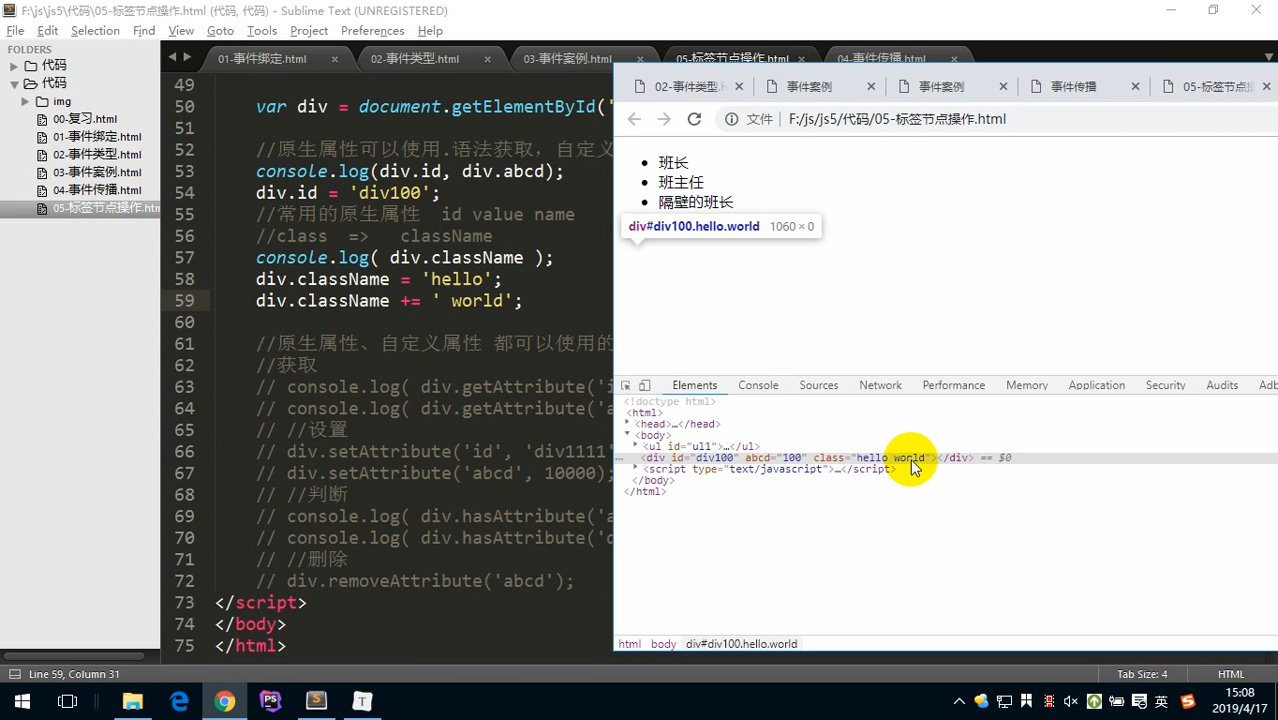 F:\js\js5\代码\05-标签节点操作.html (代码, 代码) - Sublime Text (UNREGISTERED)
File Edit Selection Find View Goto Tools Project Preferences Help
FOLDERS
代码
代码
img
00-复习.html
01-事件绑定.html
02-事件类型.html
03-事件案例.html
04-事件传播.html
05-标签节点操作.htm
01-事件绑定.html × 02-事件类型.html × 03-事件案例.html × 05-标签节点操作.html × 04-事件传播.html ×
49
50 var div = document.getElementById('
51
52 //原生属性可以使用.语法获取，自定义
53 console.log(div.id, div.abcd);
54 div.id = 'div100';
55 //常用的原生属性 id value name
56 //class => className
57 console.log( div.className );
58 div.className = 'hello';
59 div.className += ' world';
60
61 //原生属性、自定义属性 都可以使用的
62 //获取
63 // console.log( div.getAttribute('i
64 // console.log( div.getAttribute('a
65 // //设置
66 // div.setAttribute('id', 'div1111'
67 // div.setAttribute('abcd', 10000);
68 // //判断
69 // console.log( div.hasAttribute('a
70 // console.log( div.hasAttribute('c
71 // //删除
72 // div.removeAttribute('abcd');
73 </script>
74 </body>
75 </html>
02-事件类型.h × 事件案例 × 事件案例 × 事件传播 × 05-标签节点操 ×
文件 F:/js/js5/代码/05-标签节点操作.html
• 班长
• 班主任
• 隔壁的班长
div#div100.hello.world 1060 × 0
Elements Console Sources Network Performance Memory Application Security Audits Adb
<!doctype html>
<html>
<head>…</head>
<body>
<ul id="ul1">…</ul>
… <div id="div100" abcd="100" class="hello world"></div> == $0
<script type="text/javascript">…</script>
</body>
</html>
html body div#div100.hello.world
Line 59, Column 31 Tab Size: 4 HTML
PS S T 英 S
15:08
2019/4/17